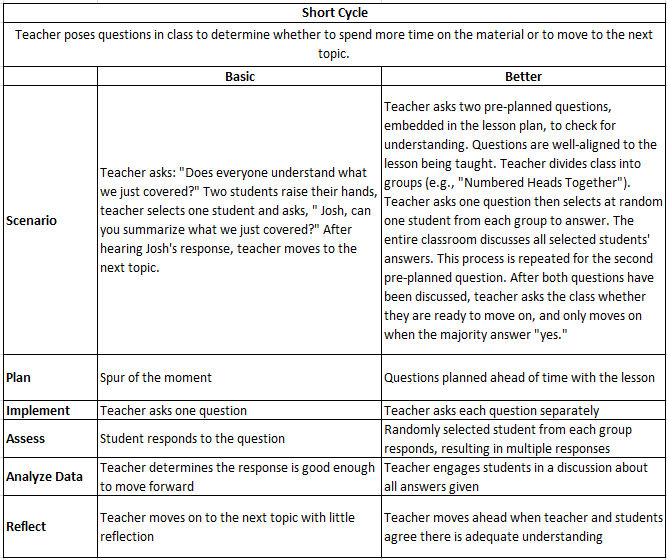 Short Cycle
Teacher poses questions in class to determine whether to spend more time on the material or to move to the next
topic.
Basic
Better
Scenario
Teacher asks: "Does everyone understand what
we just covered?" Two students raise their hands,
teacher selects one student and asks, " Josh, can
you summarize what we just covered?" After
hearing Josh's response, teacher moves to the
next topic.
Teacher asks two pre-planned questions,
embedded in the lesson plan, to check for
understanding. Questions are well-aligned to the
lesson being taught. Teacher divides class into
groups (e.g., "Numbered Heads Together").
Teacher asks one question then selects at random
one student from each group to answer. The
entire classroom discusses all selected students'
answers. This process is repeated for the second
pre-planned question. After both questions have
been discussed, teacher asks the class whether
they are ready to move on, and only moves on
when the majority answer "yes."
Plan
Spur of the moment
Questions planned ahead of time with the lesson
Implement
Teacher asks one question
Teacher asks each question separately
Assess
Student responds to the question
Randomly selected student from each group
responds, resulting in multiple responses
Analyze Data
Teacher determines the response is good enough
to move forward
Teacher engages students in a discussion about
all answers given
Reflect
Teacher moves on to the next topic with little
reflection
Teacher moves ahead when teacher and students
agree there is adequate understanding